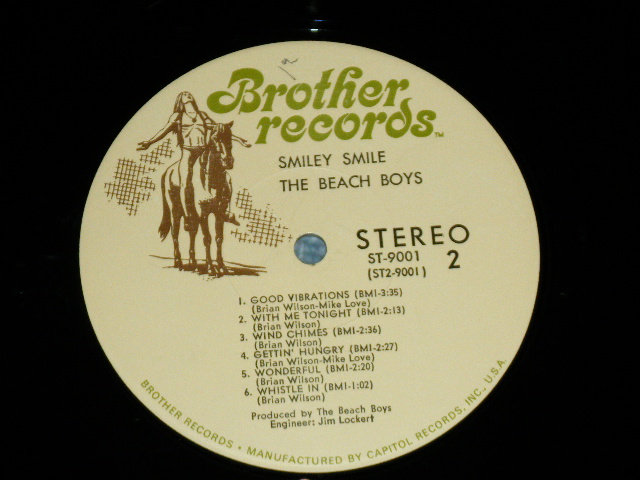 Brother
records™
SMILEY SMILE
THE BEACH BOYS
STEREO
ST-9001
(ST2-9001)
2
1. GOOD VIBRATIONS (BMI-3:35)
(Brian Wilson-Mike Love)
2. WITH ME TONIGHT (BMI-2:13)
(Brian Wilson)
3. WIND CHIMES (BMI-2:36)
(Brian Wilson)
4. GETTIN' HUNGRY (BMI-2:27)
(Brian Wilson-Mike Love)
5. WONDERFUL (BMI-2:20)
(Brian Wilson)
6. WHISTLE IN (BMI-1:02)
(Brian Wilson)
Produced by The Beach Boys
Engineer: Jim Lockert
BROTHER RECORDS • MANUFACTURED BY CAPITOL RECORDS, INC., U.S.A.